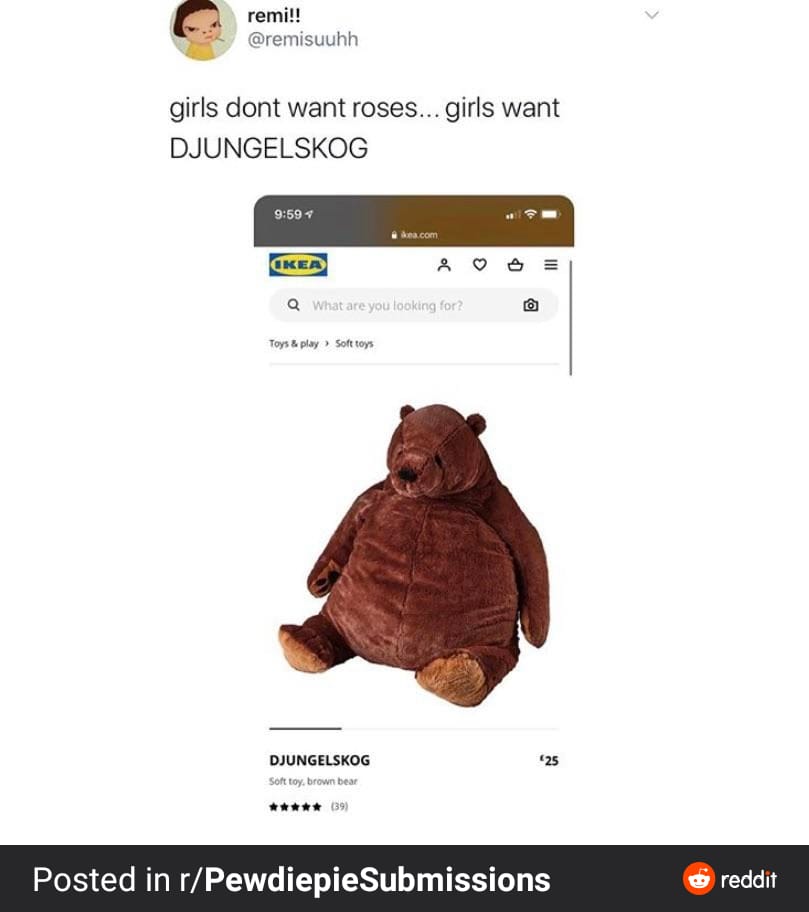 remi!!
@remisuuhh
girls dont want roses... girls want
DJUNGELSKOG
9:59
ikea.com
IKEA
What are you looking for?
Toys & play › Soft toys
DJUNGELSKOG £25
Soft toy, brown bear
★★★★★ (39)
Posted in r/PewdiepieSubmissions reddit